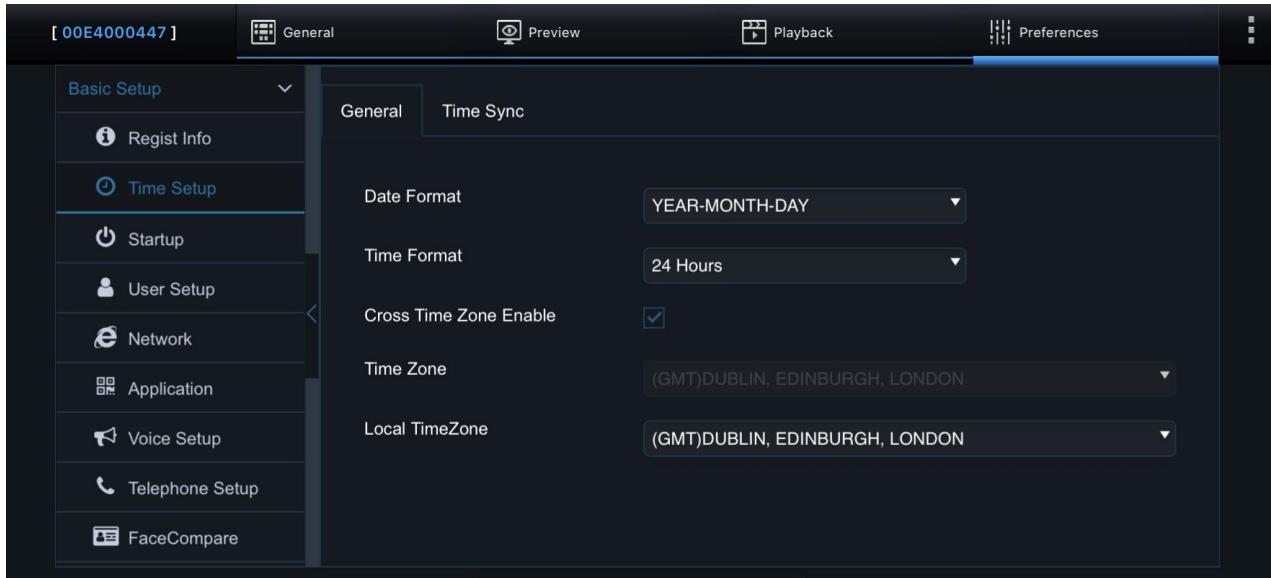 [ 00E4000447 ] General Preview Playback Preferences
Basic Setup
Regist Info
Time Setup
Startup
User Setup
Network
Application
Voice Setup
Telephone Setup
FaceCompare
General Time Sync
Date Format YEAR-MONTH-DAY
Time Format 24 Hours
Cross Time Zone Enable
Time Zone (GMT)DUBLIN, EDINBURGH, LONDON
Local TimeZone (GMT)DUBLIN, EDINBURGH, LONDON